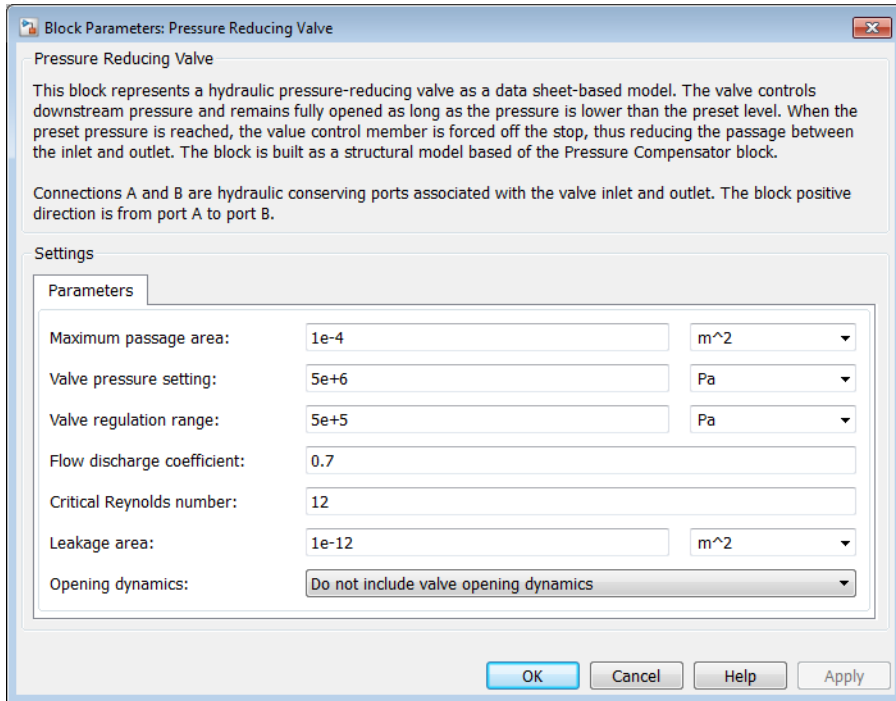 Block Parameters: Pressure Reducing Valve
Pressure Reducing Valve
This block represents a hydraulic pressure-reducing valve as a data sheet-based model. The valve controls
downstream pressure and remains fully opened as long as the pressure is lower than the preset level. When the
preset pressure is reached, the value control member is forced off the stop, thus reducing the passage between
the inlet and outlet. The block is built as a structural model based of the Pressure Compensator block.
Connections A and B are hydraulic conserving ports associated with the valve inlet and outlet. The block positive
direction is from port A to port B.
Settings
Parameters
Maximum passage area: 1e-4 m^2
Valve pressure setting: 5e+6 Pa
Valve regulation range: 5e+5 Pa
Flow discharge coefficient: 0.7
Critical Reynolds number: 12
Leakage area: 1e-12 m^2
Opening dynamics: Do not include valve opening dynamics
OK Cancel Help Apply